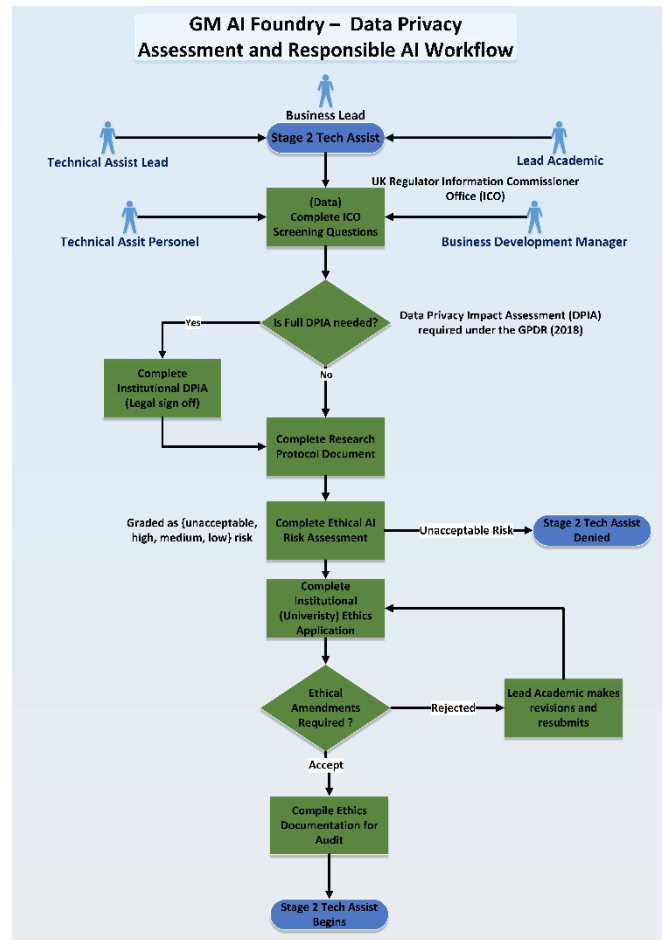 GM AI Foundry – Data Privacy
Assessment and Responsible AI Workflow
Business Lead
Stage 2 Tech Assist
Technical Assist Lead
Lead Academic
UK Regulator Information Commissioner
Office (ICO)
(Data)
Complete ICO
Screening Questions
Technical Assit Personel
Business Development Manager
Is Full DPIA needed?
Data Privacy Impact Assessment (DPIA)
required under the GPDR (2018)
Yes
No
Complete
Institutional DPIA
(Legal sign off)
Complete Research
Protocol Document
Graded as {unacceptable,
high, medium, low} risk
Complete Ethical AI
Risk Assessment
Unacceptable Risk
Stage 2 Tech Assist
Denied
Complete
Institutional
(Univeristy) Ethics
Application
Ethical
Amendments
Required ?
Rejected
Lead Academic makes
revisions and
resubmits
Accept
Compile Ethics
Documentation for
Audit
Stage 2 Tech Assist
Begins